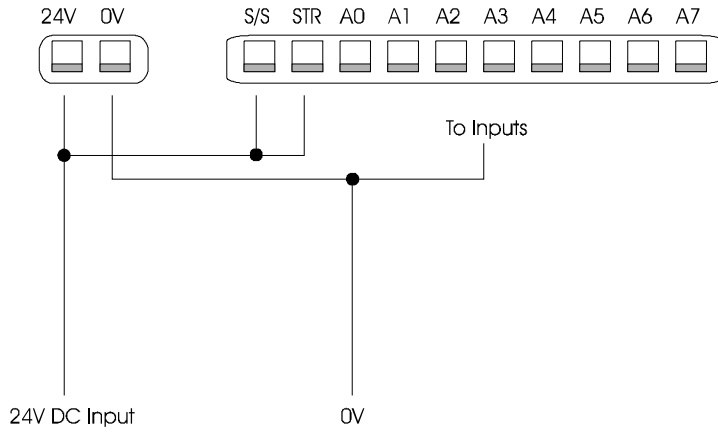 24V 0V S/S STR A0 A1 A2 A3 A4 A5 A6 A7
To Inputs
24V DC Input 0V